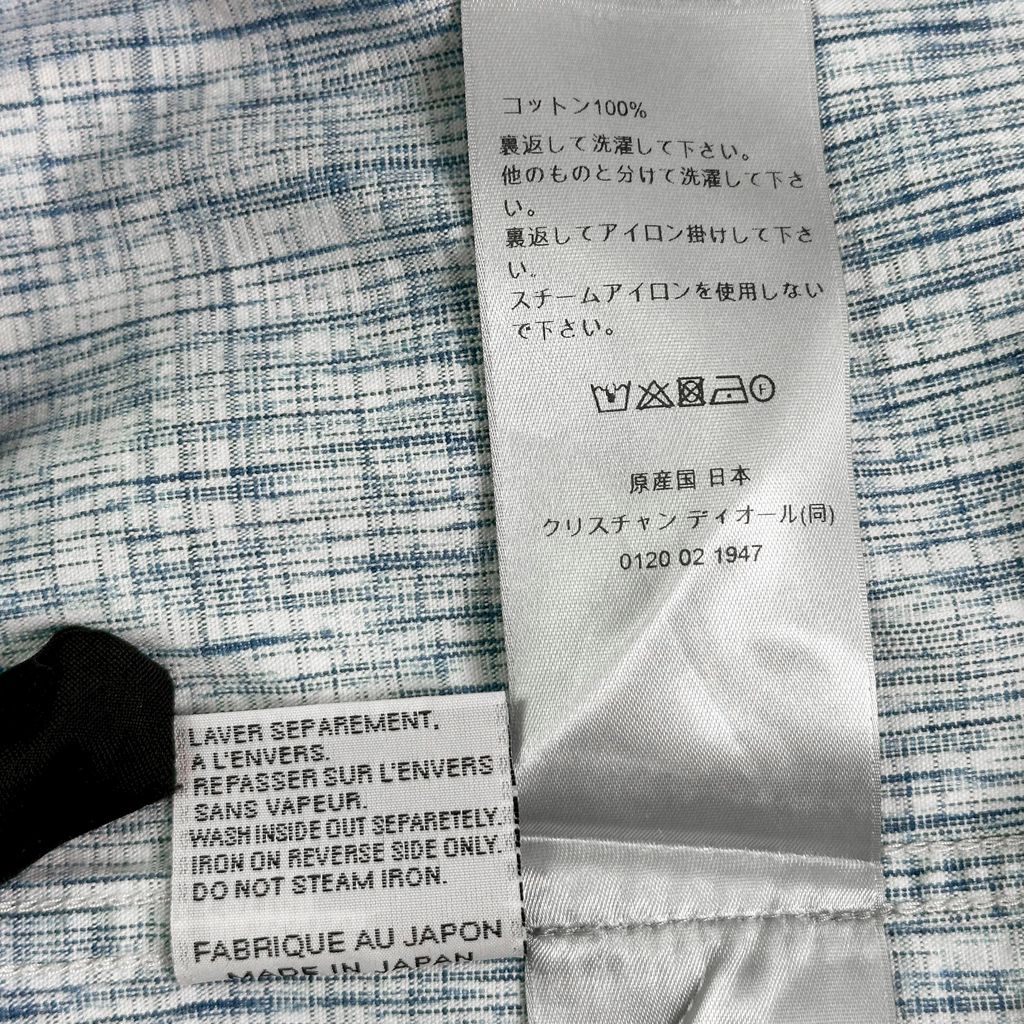 コットン100%
裏返して洗濯して下さい。
他のものと分けて洗濯して下さ
い。
裏返してアイロン掛けして下さ
い。
スチームアイロンを使用しない
で下さい。
F
原産国 日本
クリスチャン ディオール(同)
0120 02 1947
LAVER SEPAREMENT.
A L'ENVERS.
REPASSER SUR L'ENVERS
SANS VAPEUR.
WASH INSIDE OUT SEPARETELY.
IRON ON REVERSE SIDE ONLY.
DO NOT STEAM IRON.
FABRIQUE AU JAPON
MADE IN JAPAN